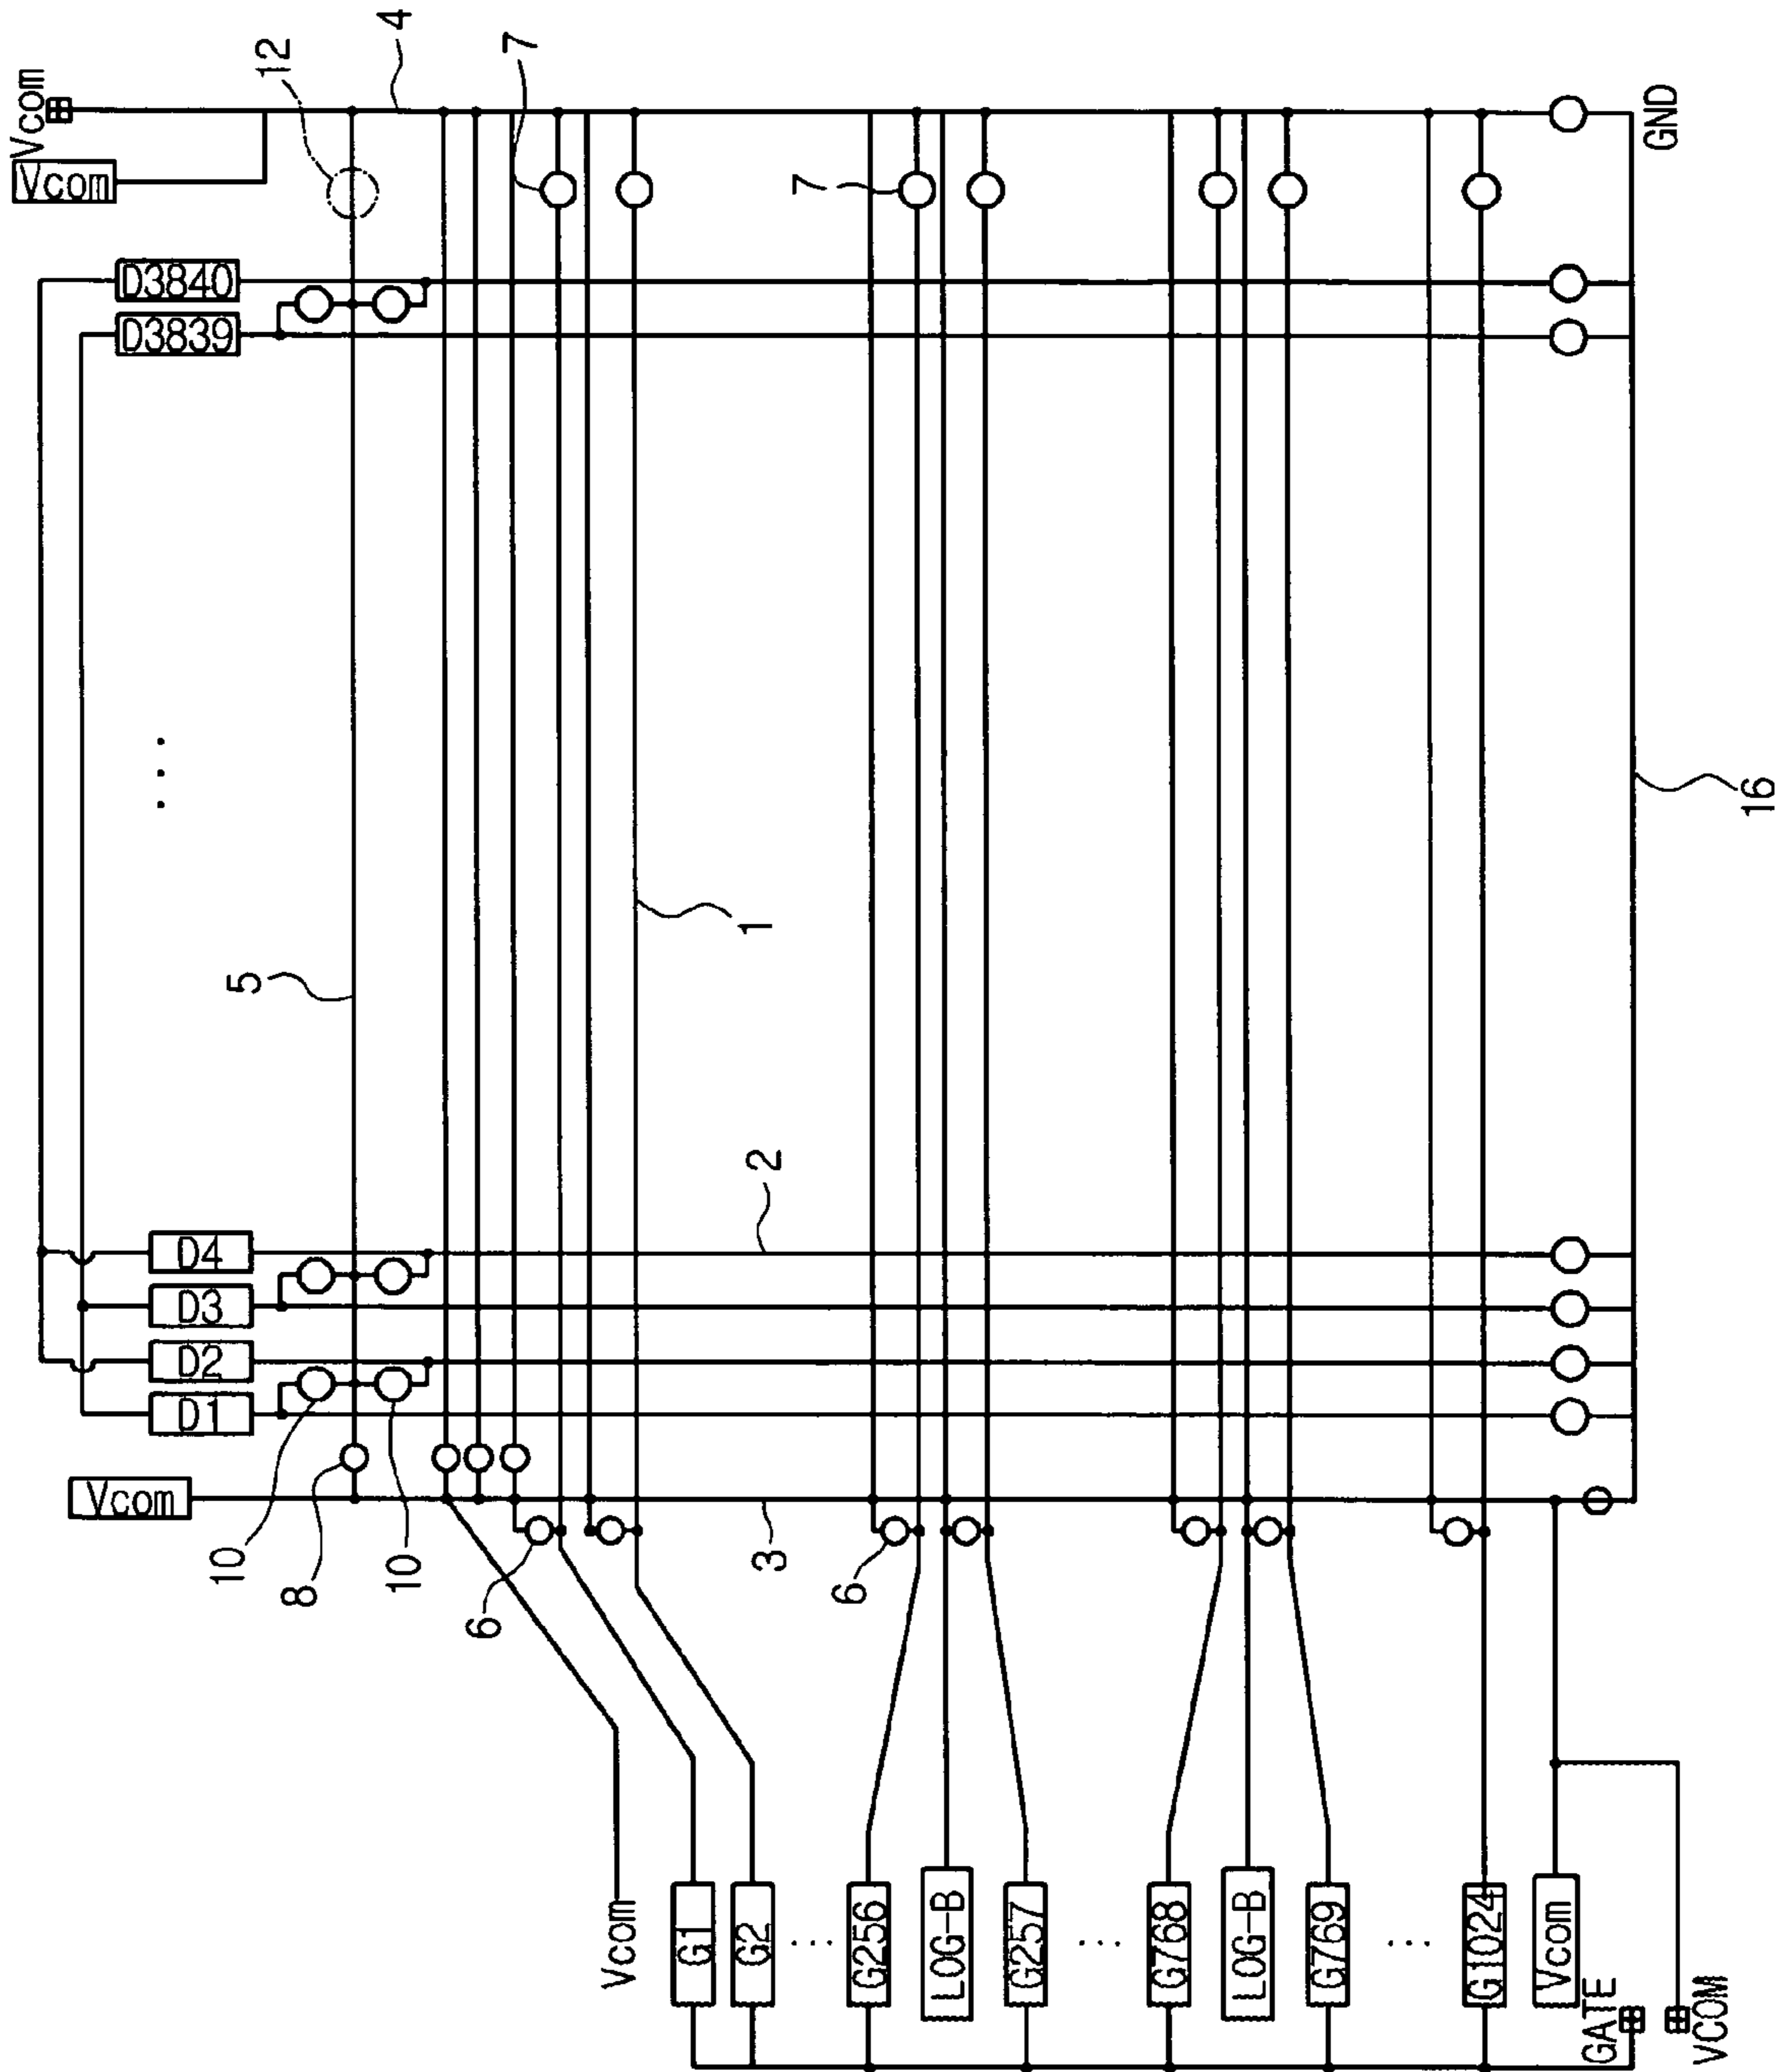 Vcom
Vcom
4
12
7
D3840
D3839
7
GND
...
5
1
16
2
D4
D3
D2
D1
Vcom
10
8
10
6
3
6
Vcom
G1
G2
...
G256
LOG-B
G257
...
G768
LOG-B
G769
...
G1024
Vcom
GATE
VCOM